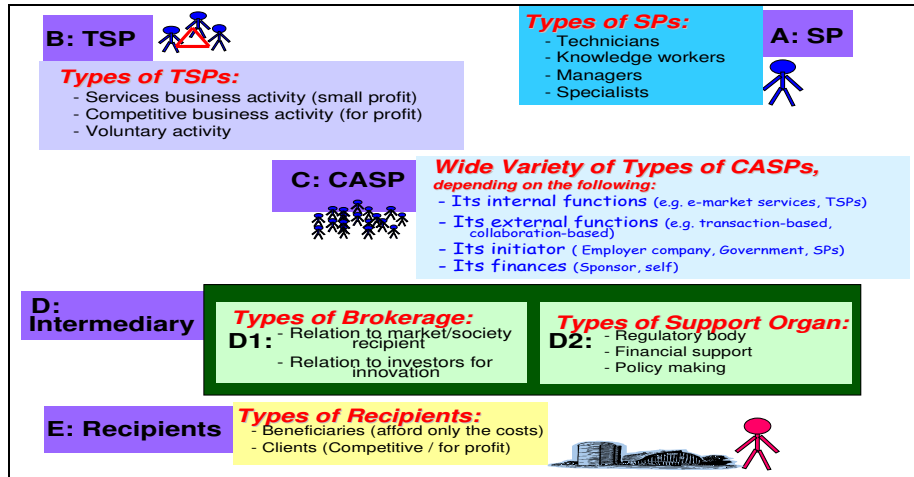 B: TSP
Types of TSPs:
- Services business activity (small profit)
- Competitive business activity (for profit)
- Voluntary activity
Types of SPs:
- Technicians
- Knowledge workers
- Managers
- Specialists
A: SP
C: CASP
Wide Variety of Types of CASPs,
depending on the following:
- Its internal functions (e.g. e-market services, TSPs)
- Its external functions (e.g. transaction-based,
collaboration-based)
- Its initiator ( Employer company, Government, SPs)
- Its finances (Sponsor, self)
D:
Intermediary
Types of Brokerage:
D1: - Relation to market/society
recipient
- Relation to investors for
innovation
Types of Support Organ:
D2: - Regulatory body
- Financial support
- Policy making
E: Recipients
Types of Recipients:
- Beneficiaries (afford only the costs)
- Clients (Competitive / for profit)